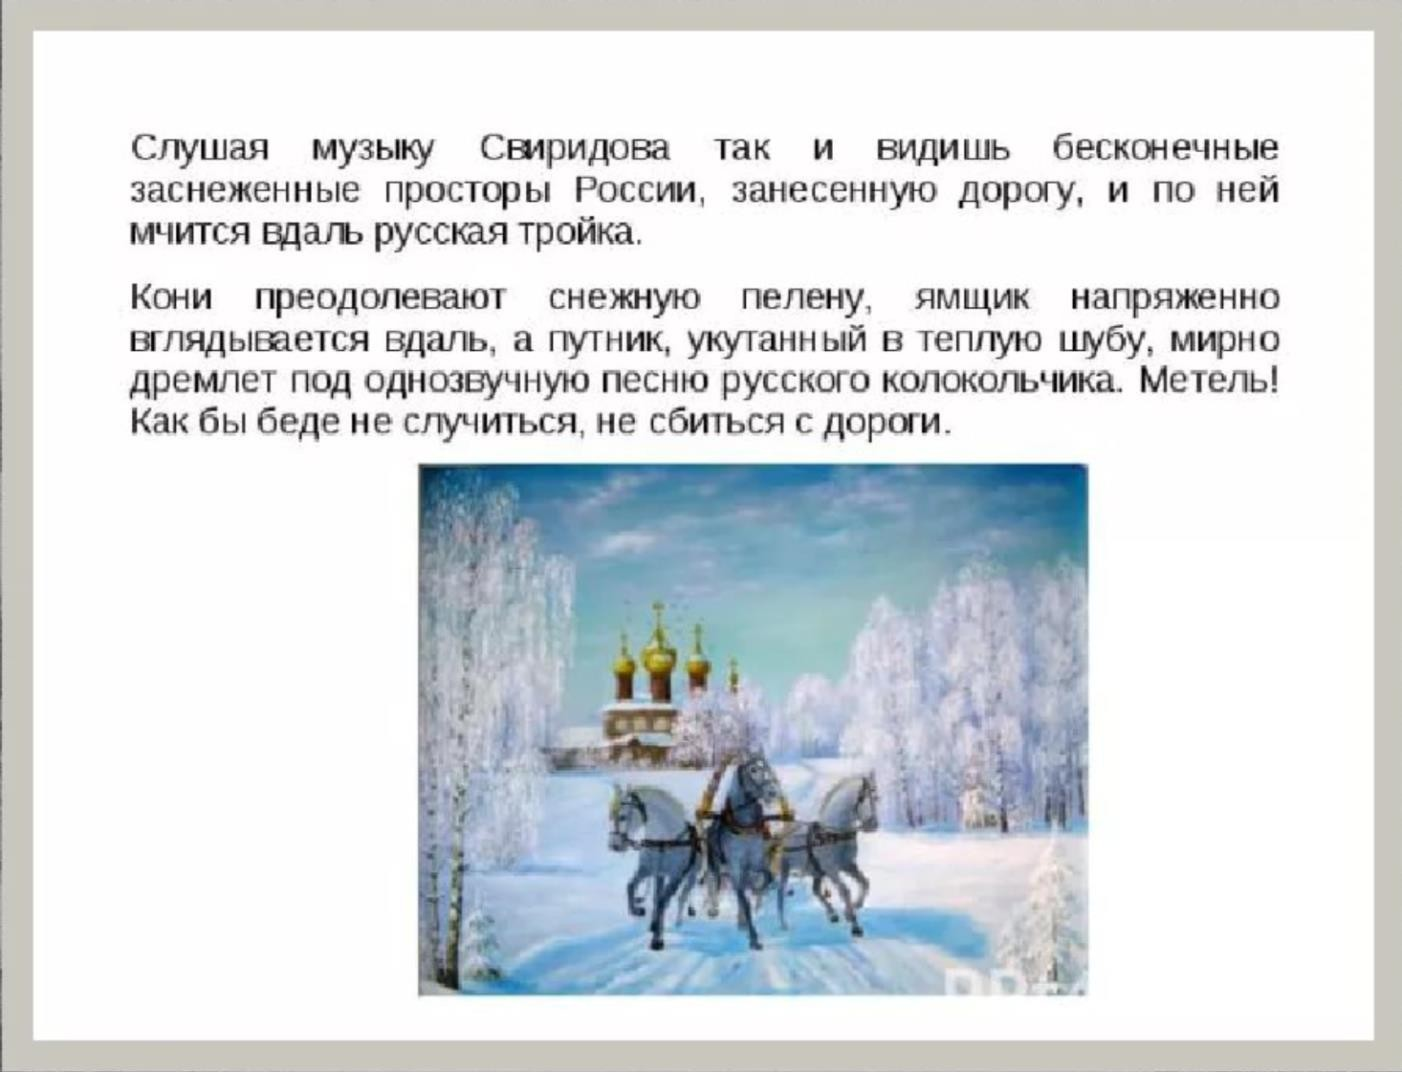 Слушая музыку Свиридова так и видишь бесконечные
заснеженные просторы России, занесенную дорогу, и по ней
мчится вдаль русская тройка.
Кони преодолевают снежную пелену, ямщик напряженно
вглядывается вдаль, а путник, укутанный в теплую шубу, мирно
дремлет под однозвучную песню русского колокольчика. Метель!
Как бы беде не случиться, не сбиться с дороги.